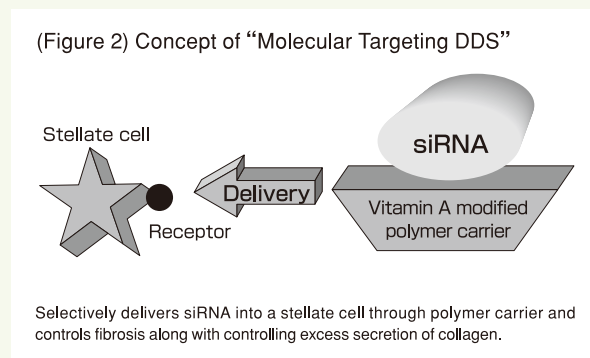 (Figure 2) Concept of “Molecular Targeting DDS”
Stellate cell
siRNA
Delivery
Receptor
Vitamin A modified
polymer carrier
Selectively delivers siRNA into a stellate cell through polymer carrier and
controls fibrosis along with controlling excess secretion of collagen.